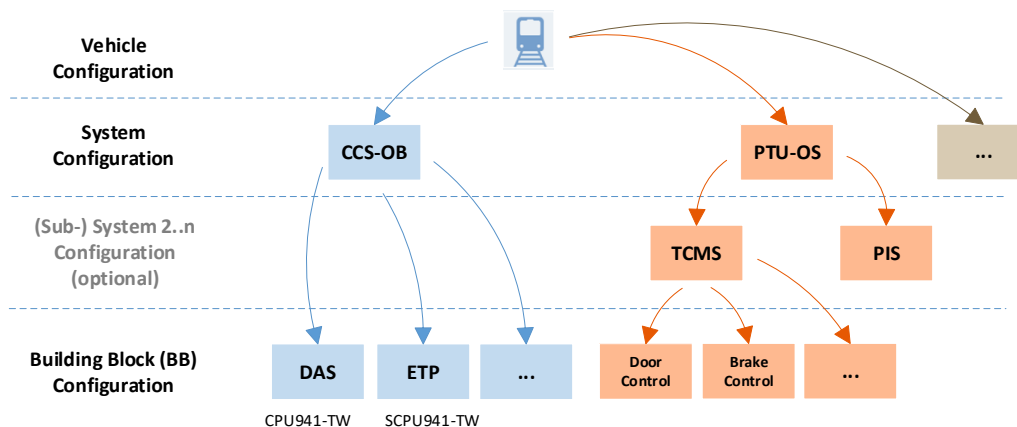 Vehicle
Configuration
System
Configuration
CCS-OB
PTU-OS
...
(Sub-) System 2..n
Configuration
(optional)
TCMS
PIS
Building Block (BB)
Configuration
DAS
ETP
...
Door
Control
Brake
Control
...
CPU941-TW
SCPU941-TW